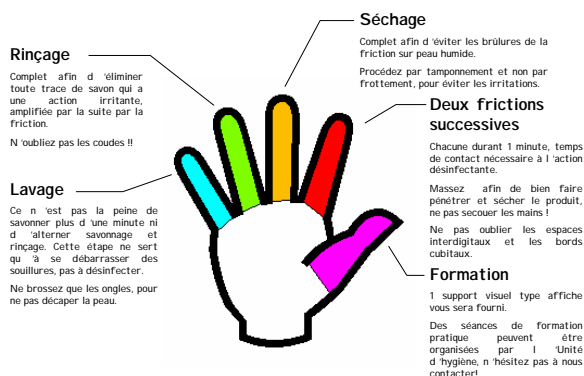 Séchage
Complet afin d 'éviter les brûlures de la
friction sur peau humide.
Procédez par tamponnement et non par
frottement, pour éviter les irritations.
Rinçage
Complet afin d 'éliminer
toute trace de savon qui a
une action irritante,
amplifiée par la suite par la
friction.
N 'oubliez pas les coudes !!
Deux frictions
successives
Chacune durant 1 minute, temps
de contact nécessaire à l 'action
désinfectante.
Massez afin de bien faire
pénétrer et sécher le produit,
ne pas secouer les mains !
Ne pas oublier les espaces
interdigitaux et les bords
cubitaux.
Lavage
Ce n 'est pas la peine de
savonner plus d 'une minute ni
d 'alterner savonnage et
rinçage. Cette étape ne sert
qu 'à se débarrasser des
souillures, pas à désinfecter.
Ne brossez que les ongles, pour
ne pas décaper la peau.
Formation
1 support visuel type affiche
vous sera fourni.
Des séances de formation
pratique peuvent être
organisées par l 'Unité
d 'hygiène, n 'hésitez pas à nous
contacter!